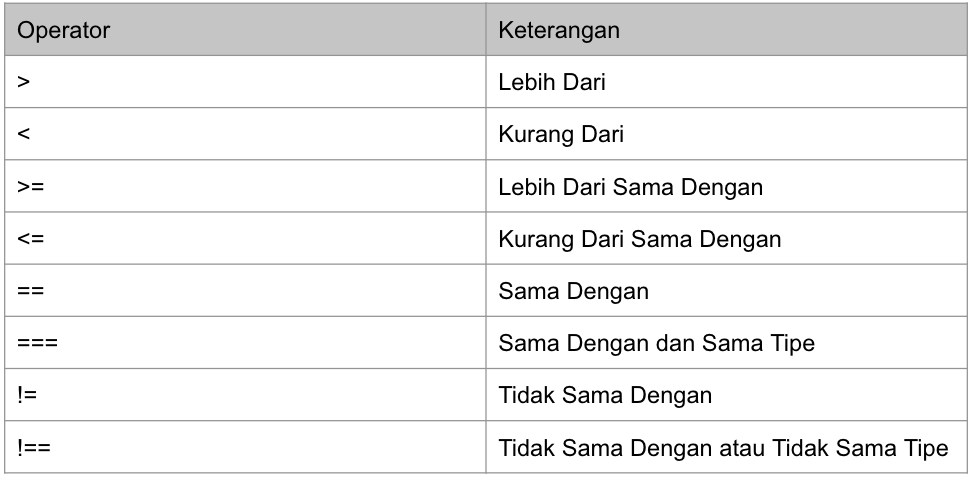 Operator Keterangan
> Lebih Dari
< Kurang Dari
>= Lebih Dari Sama Dengan
<= Kurang Dari Sama Dengan
== Sama Dengan
=== Sama Dengan dan Sama Tipe
!= Tidak Sama Dengan
!== Tidak Sama Dengan atau Tidak Sama Tipe